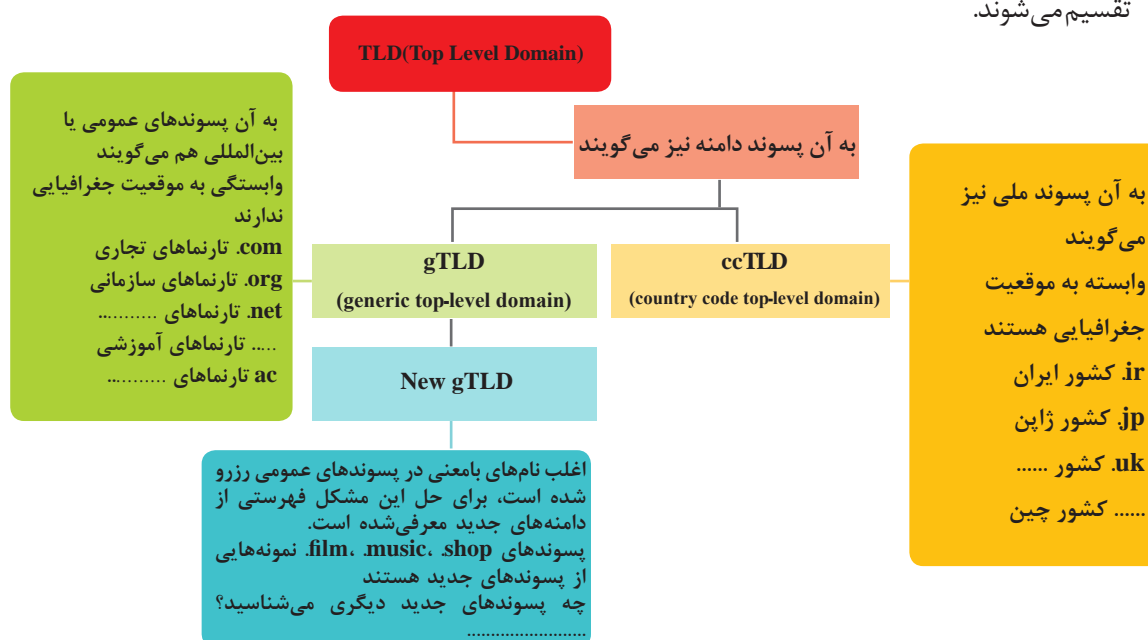 تقسیم می‌شوند.
TLD(Top Level Domain)
به آن پسوند دامنه نیز می‌گویند
gTLD
(generic top-level domain)
ccTLD
(country code top-level domain)
New gTLD
به آن پسوندهای عمومی یا
بین‌المللی هم می‌گویند
وابستگی به موقعیت جغرافیایی
ندارند
.com تارنماهای تجاری
.org تارنماهای سازمانی
.net تارنماهای ...........
..... تارنماهای آموزشی
ac تارنماهای ...........
به آن پسوند ملی نیز
می‌گویند
وابسته به موقعیت
جغرافیایی هستند
.ir کشور ایران
.jp کشور ژاپن
.uk کشور ......
...... کشور چین
اغلب نام‌های بامعنی در پسوندهای عمومی رزرو
شده است، برای حل این مشکل فهرستی از
دامنه‌های جدید معرفی‌شده است.
پسوندهای .shop، .music، .film نمونه‌هایی
از پسوندهای جدید هستند
چه پسوندهای جدید دیگری می‌شناسید؟
.........................